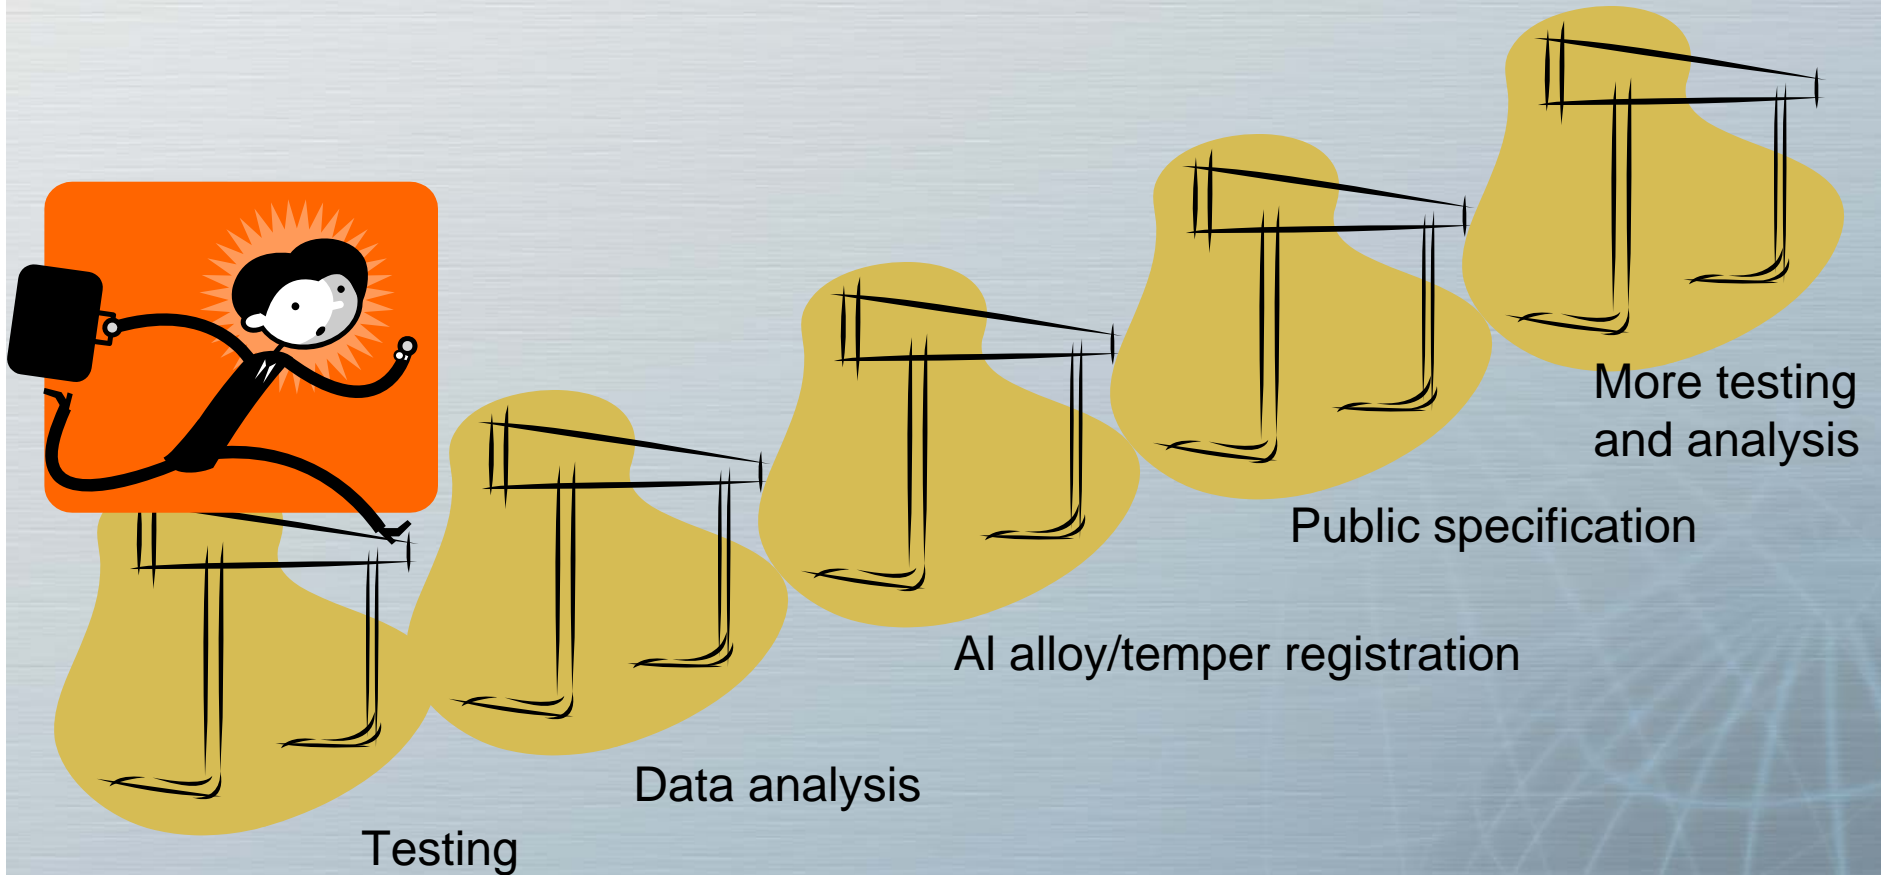 More testing
and analysis
Public specification
Al alloy/temper registration
Data analysis
Testing